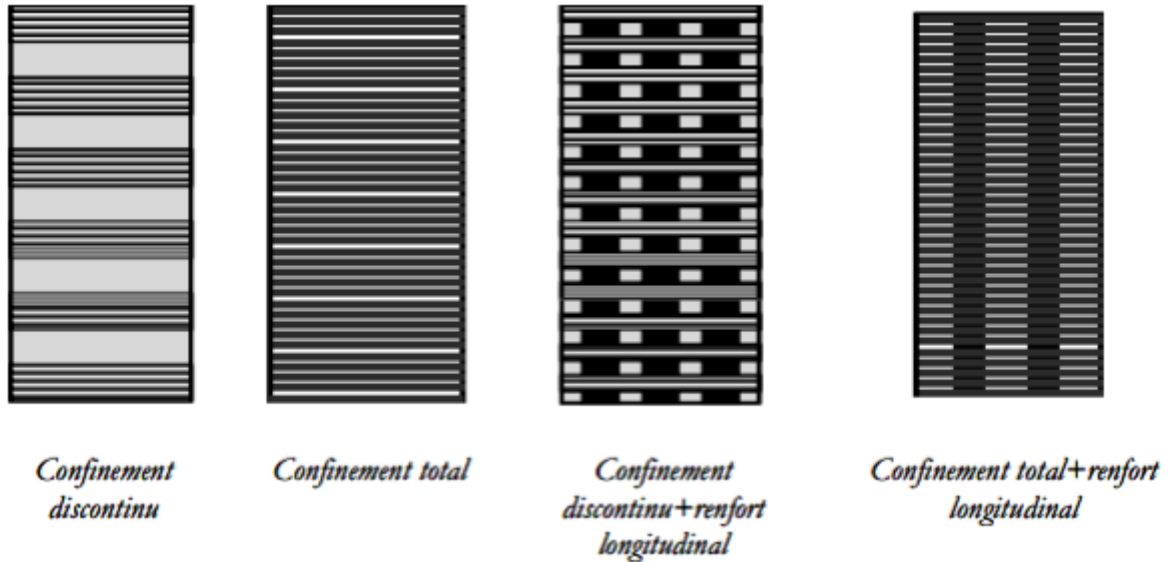 Confinement
discontinu
Confinement total
Confinement
discontinu+renfort
longitudinal
Confinement total+renfort
longitudinal